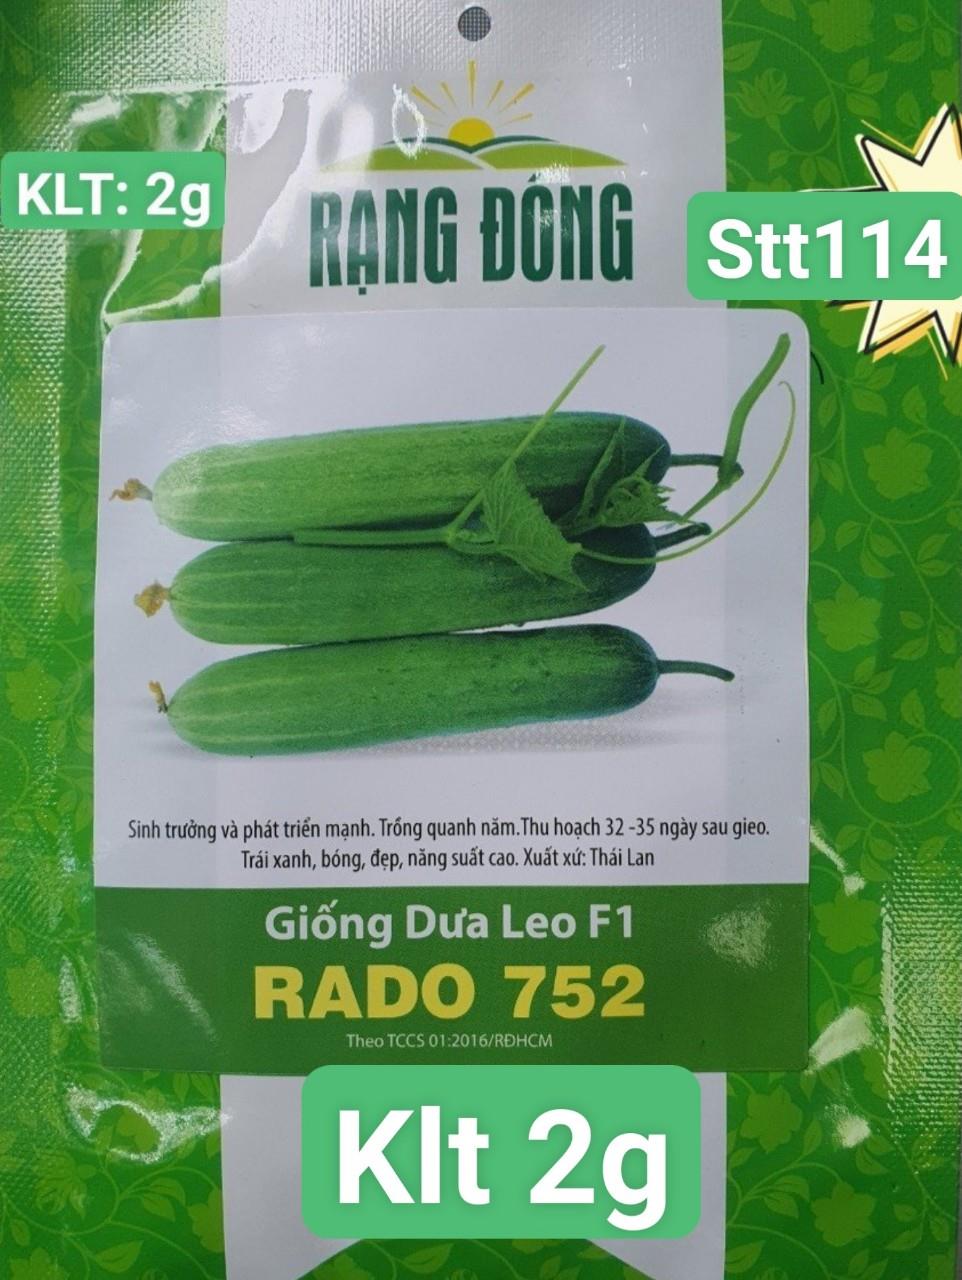 RẠNG ĐÔNG
KLT: 2g
Stt114
Sinh trưởng và phát triển mạnh. Trồng quanh năm.Thu hoạch 32 -35 ngày sau gieo.
Trái xanh, bóng, đẹp, năng suất cao. Xuất xứ: Thái Lan
Giống Dưa Leo F1
RADO 752
Theo TCCS 01:2016/RĐHCM
Klt 2g